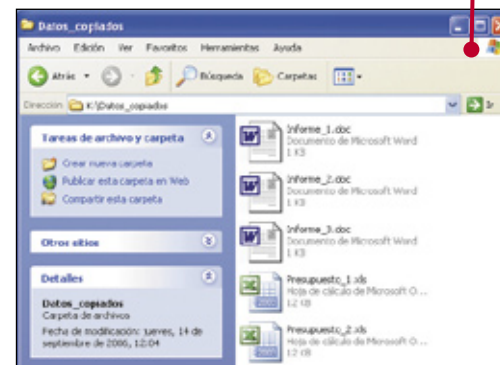 Datos_copiados
Archivo Edición Ver Favoritos Herramientas Ayuda
Atrás Búsqueda Carpetas
Dirección K:\Datos_copiados Ir
Tareas de archivo y carpeta
Crear nueva carpeta
Publicar esta carpeta en Web
Compartir esta carpeta
Otros sitios
Detalles
Datos_copiados
Carpeta de archivos
Fecha de modificación: jueves, 14 de
septiembre de 2006, 12:04
Informe_1.doc
Documento de Microsoft Word
1 KB
Informe_2.doc
Documento de Microsoft Word
1 KB
Informe_3.doc
Documento de Microsoft Word
1 KB
Presupuesto_1.xls
Hoja de cálculo de Microsoft O...
12 KB
Presupuesto_2.xls
Hoja de cálculo de Microsoft O...
12 KB